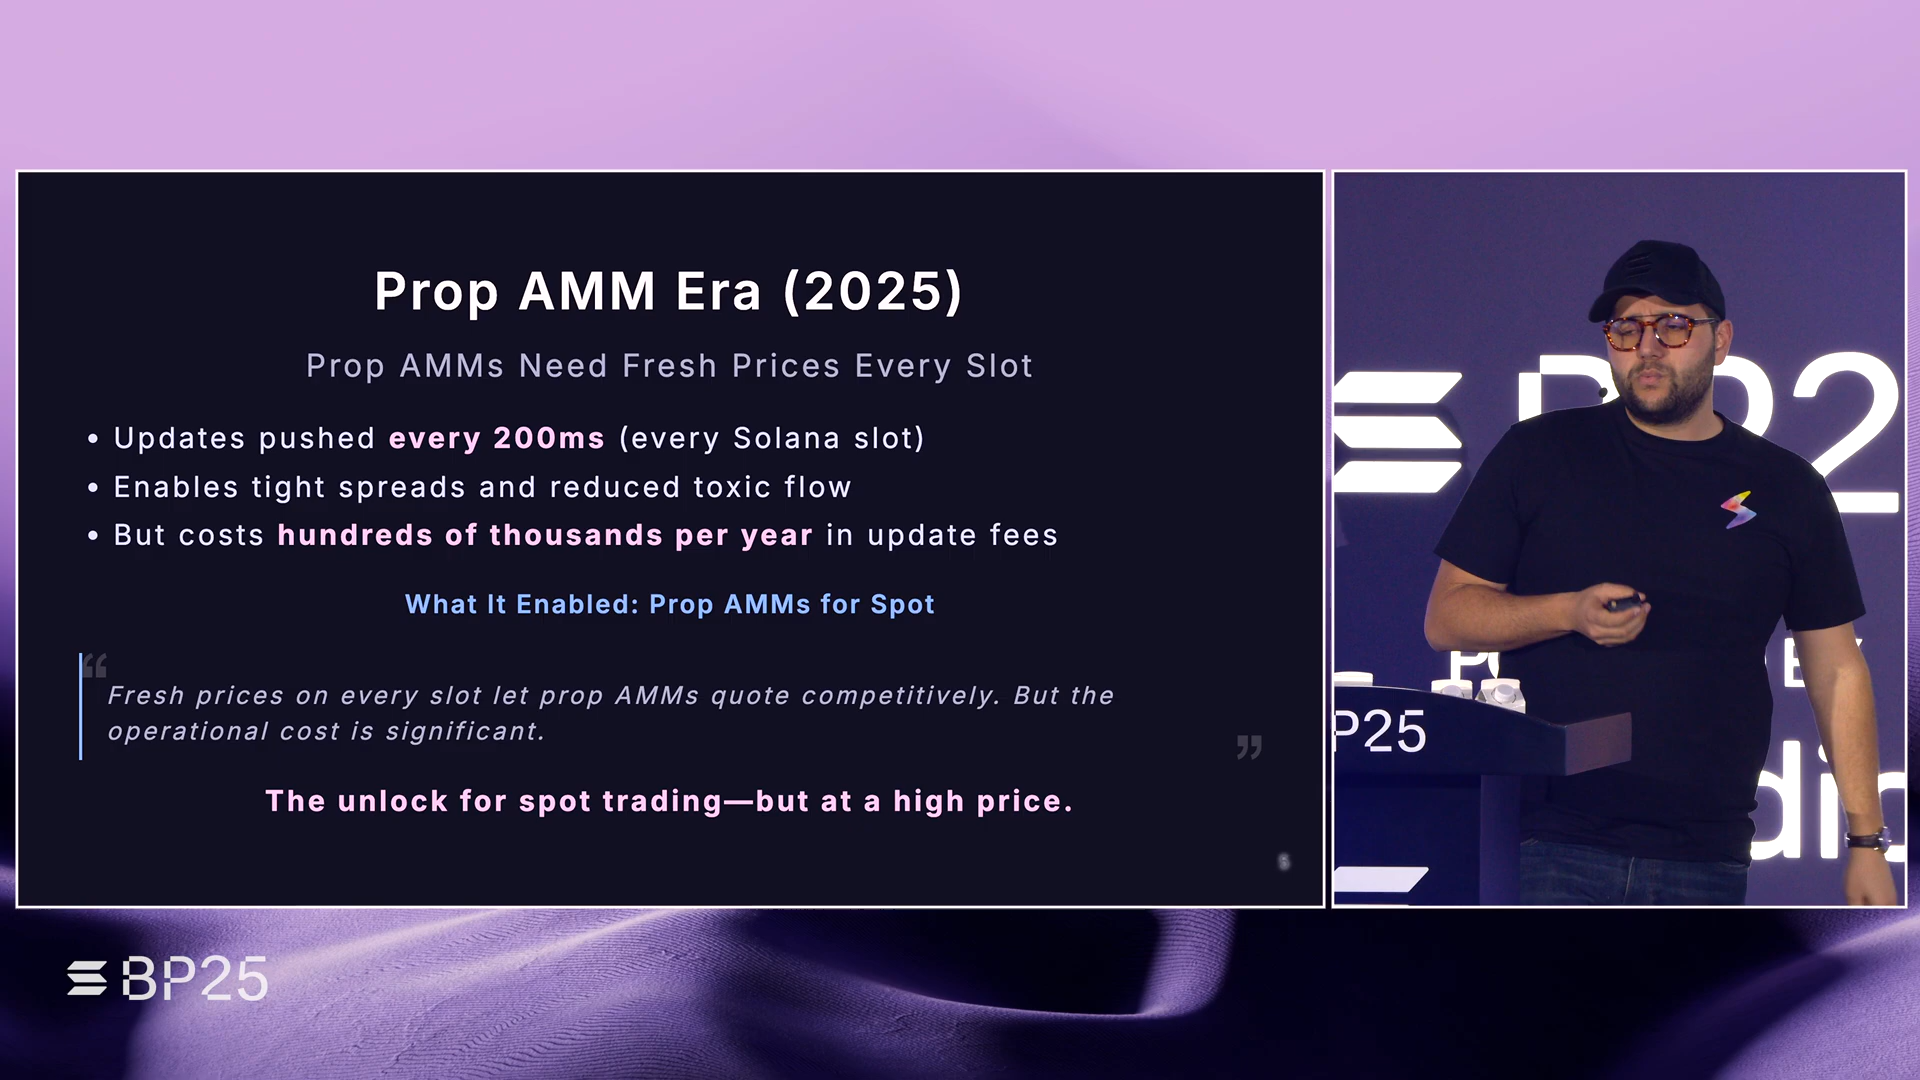 Prop AMM Era (2025)
Prop AMMs Need Fresh Prices Every Slot
• Updates pushed every 200ms (every Solana slot)
• Enables tight spreads and reduced toxic flow
• But costs hundreds of thousands per year in update fees
What It Enabled: Prop AMMs for Spot
“Fresh prices on every slot let prop AMMs quote competitively. But the
operational cost is significant.”
The unlock for spot trading—but at a high price.
P25
BP25